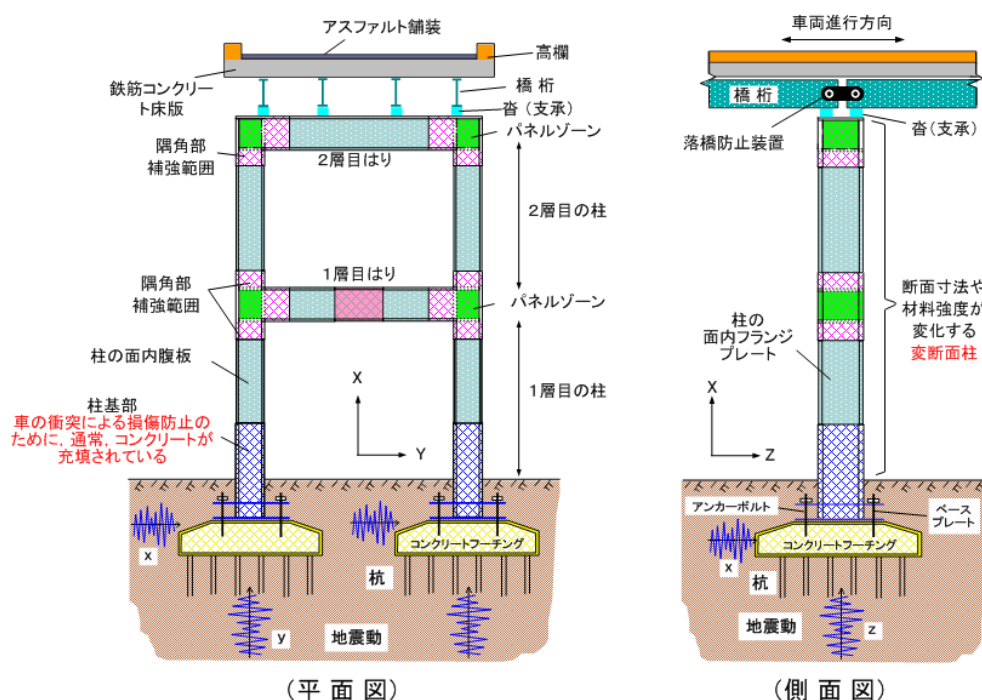 アスファルト舗装
高欄
鉄筋コンクリー
ト床版
橋 桁
沓(支承)
パネルゾーン
隅角部
補強範囲
2層目はり
2層目の柱
1層目はり
隅角部
補強範囲
パネルゾーン
柱の面内腹板
X
Y
1層目の柱
柱基部
車の衝突による損傷防止の
ために, 通常, コンクリートが
充填されている
x
コンクリートフーチング
杭
y
地震動
(平 面 図)
車両進行方向
橋 桁
沓(支承)
落橋防止装置
断面寸法や
材料強度が
変化する
変断面柱
柱の
面内フランジ
プレート
X
Z
アンカーボルト
ベース
プレート
コンクリートフーチング
x
杭
地震動
z
(側 面 図)